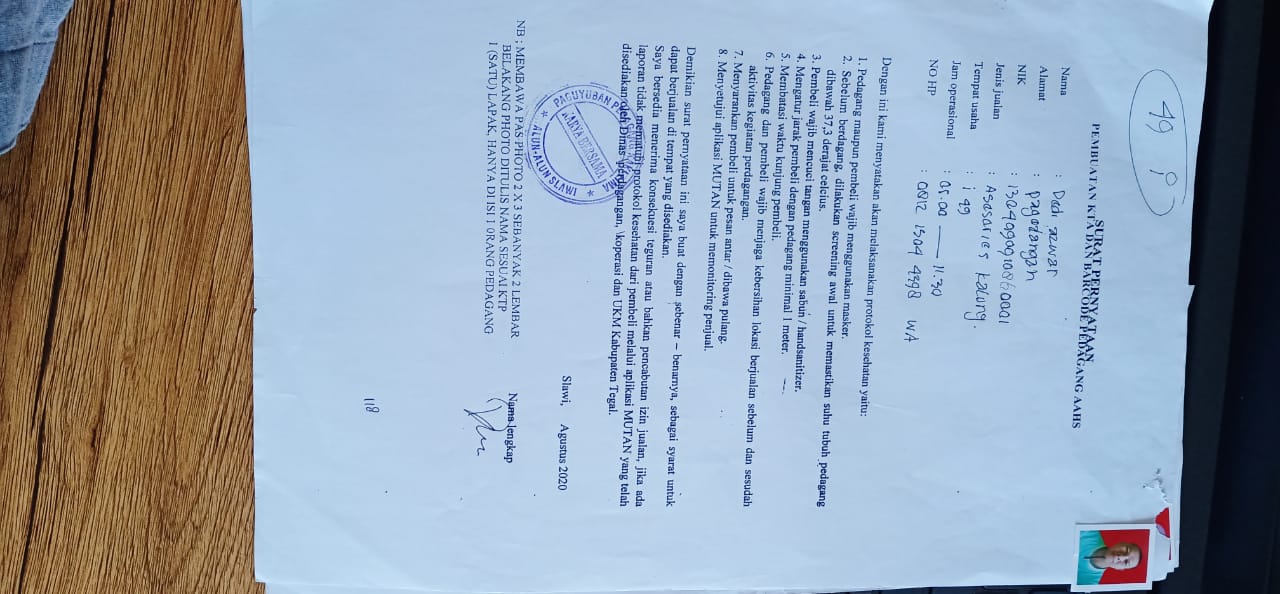 49 P
SURAT PERNYATAAN
PEMBUATAN KTA DAN BARCODE PEDAGANG AAHS
Nama : Dedi azwar
Alamat : pagedangan
NIK : 1304090910860001
Jenis jualan : Asesaries kalung.
Tempat usaha : i 49
Jam operasional : 05.00 — 11.30
NO HP : 0812 1504 4398 WA
Dengan ini kami menyatakan akan melaksanakan protokol kesehatan yaitu:
1. Pedagang maupun pembeli wajib menggunakan masker.
2. Sebelum berdagang, dilakukan screening awal untuk memastikan suhu tubuh pedagang
dibawah 37,3 derajat celcius.
3. Pembeli wajib mencuci tangan menggunakan sabun / handsanitizer.
4. Mengatur jarak pembeli dengan pedagang minimal 1 meter.
5. Membatasi waktu kunjung pembeli.
6. Pedagang dan pembeli wajib menjaga kebersihan lokasi berjualan sebelum dan sesudah
aktivitas kegiatan perdagangan.
7. Menyarankan pembeli untuk pesan antar / dibawa pulang.
8. Menyetujui aplikasi MUTAN untuk memonitoring penjual.
Demikian surat pernyataan ini saya buat dengan sebenar – benarnya, sebagai syarat untuk
dapat berjualan di tempat yang disediakan.
Saya bersedia menerima konsekuesi teguran atau bahkan pencabutan izin jualan, jika ada
laporan tidak mematuhi protokol kesehatan dari pembeli melalui aplikasi MUTAN yang telah
disediakan oleh Dinas perdagangan, koperasi dan UKM Kabupaten Tegal.
PAGUYUBAN
KARYA BERSAMA
ALUN-ALUN SLAWI
Slawi, Agustus 2020
Nama lengkap
NB : MEMBAWA PAS PHOTO 2 X 3 SEBANYAK 2 LEMBAR
BELAKANG PHOTO DITULIS NAMA SESUAI KTP
1 (SATU) LAPAK, HANYA DI ISI 1 ORANG PEDAGANG
118